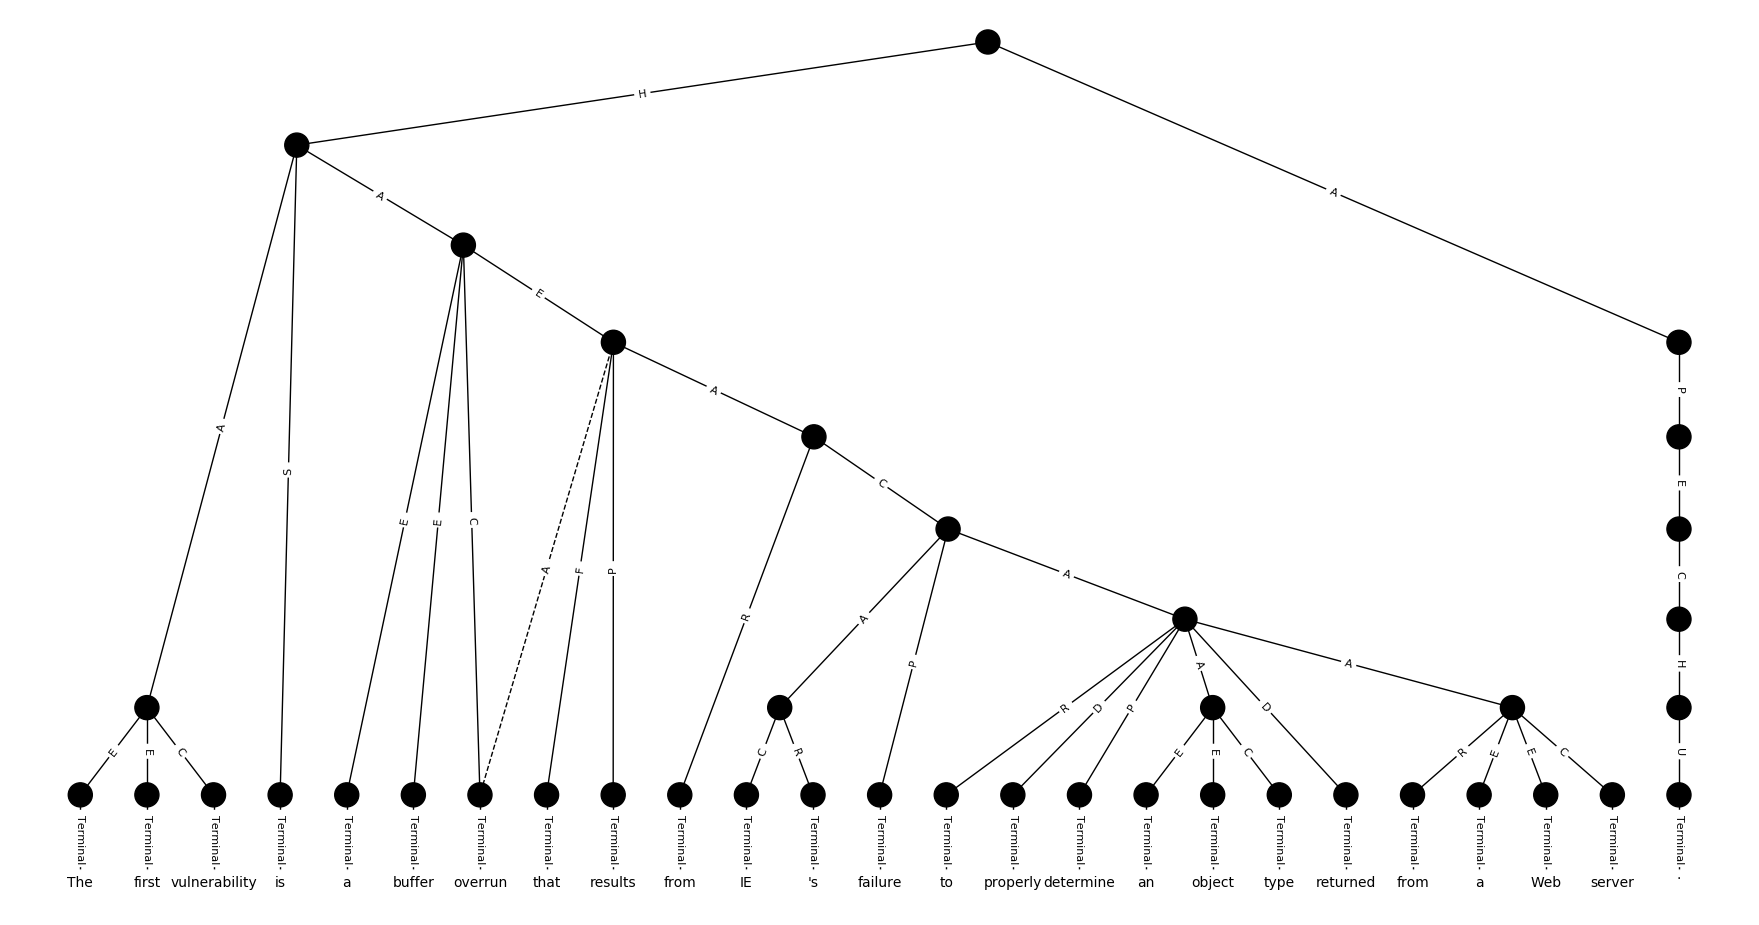 H
A
A
A
E
P
A
E
C
A
S
E
E
C
C
A
F
P
A
C
R
A
P
A
A
H
R
D
P
D
E
E
C
C
R
E
E
C
R
E
E
C
U
Terminal Terminal Terminal Terminal Terminal Terminal Terminal Terminal Terminal Terminal Terminal Terminal Terminal Terminal Terminal Terminal Terminal Terminal Terminal Terminal Terminal Terminal Terminal Terminal Terminal
The first vulnerability is a buffer overrun that results from IE 's failure to properly determine an object type returned from a Web server .